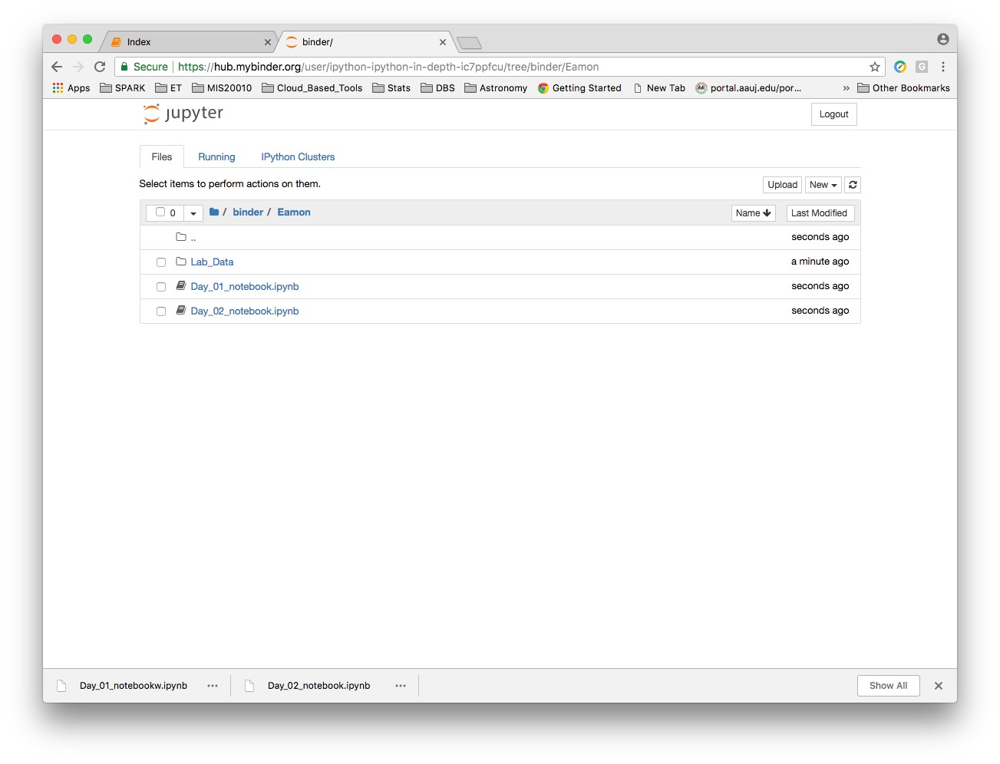 Index
binder/
Secure https://hub.mybinder.org/user/ipython-ipython-in-depth-ic7ppfcu/tree/binder/Eamon
Apps SPARK ET MIS20010 Cloud_Based_Tools Stats DBS Astronomy Getting Started New Tab portal.aauj.edu/por... » Other Bookmarks
jupyter Logout
Files Running IPython Clusters
Select items to perform actions on them. Upload New
0 / binder / Eamon Name Last Modified
.. seconds ago
Lab_Data a minute ago
Day_01_notebook.ipynb seconds ago
Day_02_notebook.ipynb seconds ago
Day_01_notebookw.ipynb Day_02_notebook.ipynb Show All